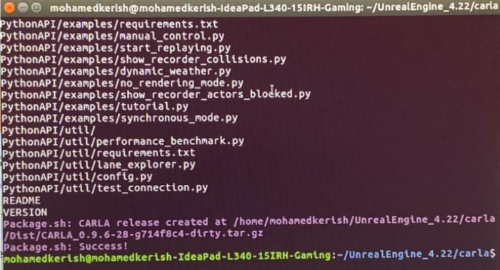 mohamedkerish@mohamedkerish-IdeaPad-L340-15IRH-Gaming: ~/UnrealEngine_4.22/carla
PythonAPI/examples/requirements.txt
PythonAPI/examples/manual_control.py
PythonAPI/examples/start_replaying.py
PythonAPI/examples/show_recorder_collisions.py
PythonAPI/examples/dynamic_weather.py
PythonAPI/examples/no_rendering_mode.py
PythonAPI/examples/show_recorder_actors_blocked.py
PythonAPI/examples/tutorial.py
PythonAPI/examples/synchronous_mode.py
PythonAPI/util/
PythonAPI/util/performance_benchmark.py
PythonAPI/util/requirements.txt
PythonAPI/util/lane_explorer.py
PythonAPI/util/config.py
PythonAPI/util/test_connection.py
README
VERSION
Package.sh: CARLA release created at /home/mohamedkerish/UnrealEngine_4.22/carla
/Dist/CARLA_0.9.6-28-g714f8c4-dirty.tar.gz
Package.sh: Success!
mohamedkerish@mohamedkerish-IdeaPad-L340-15IRH-Gaming:~/UnrealEngine_4.22/carla$